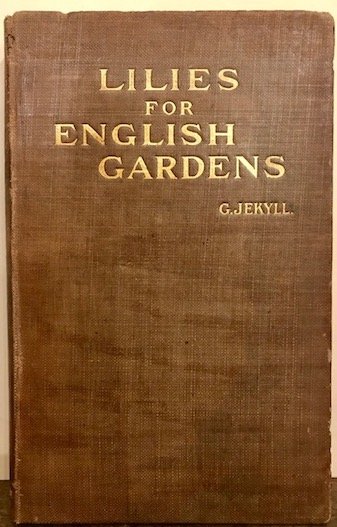 LILIES
FOR
ENGLISH
GARDENS
G. JEKYLL.